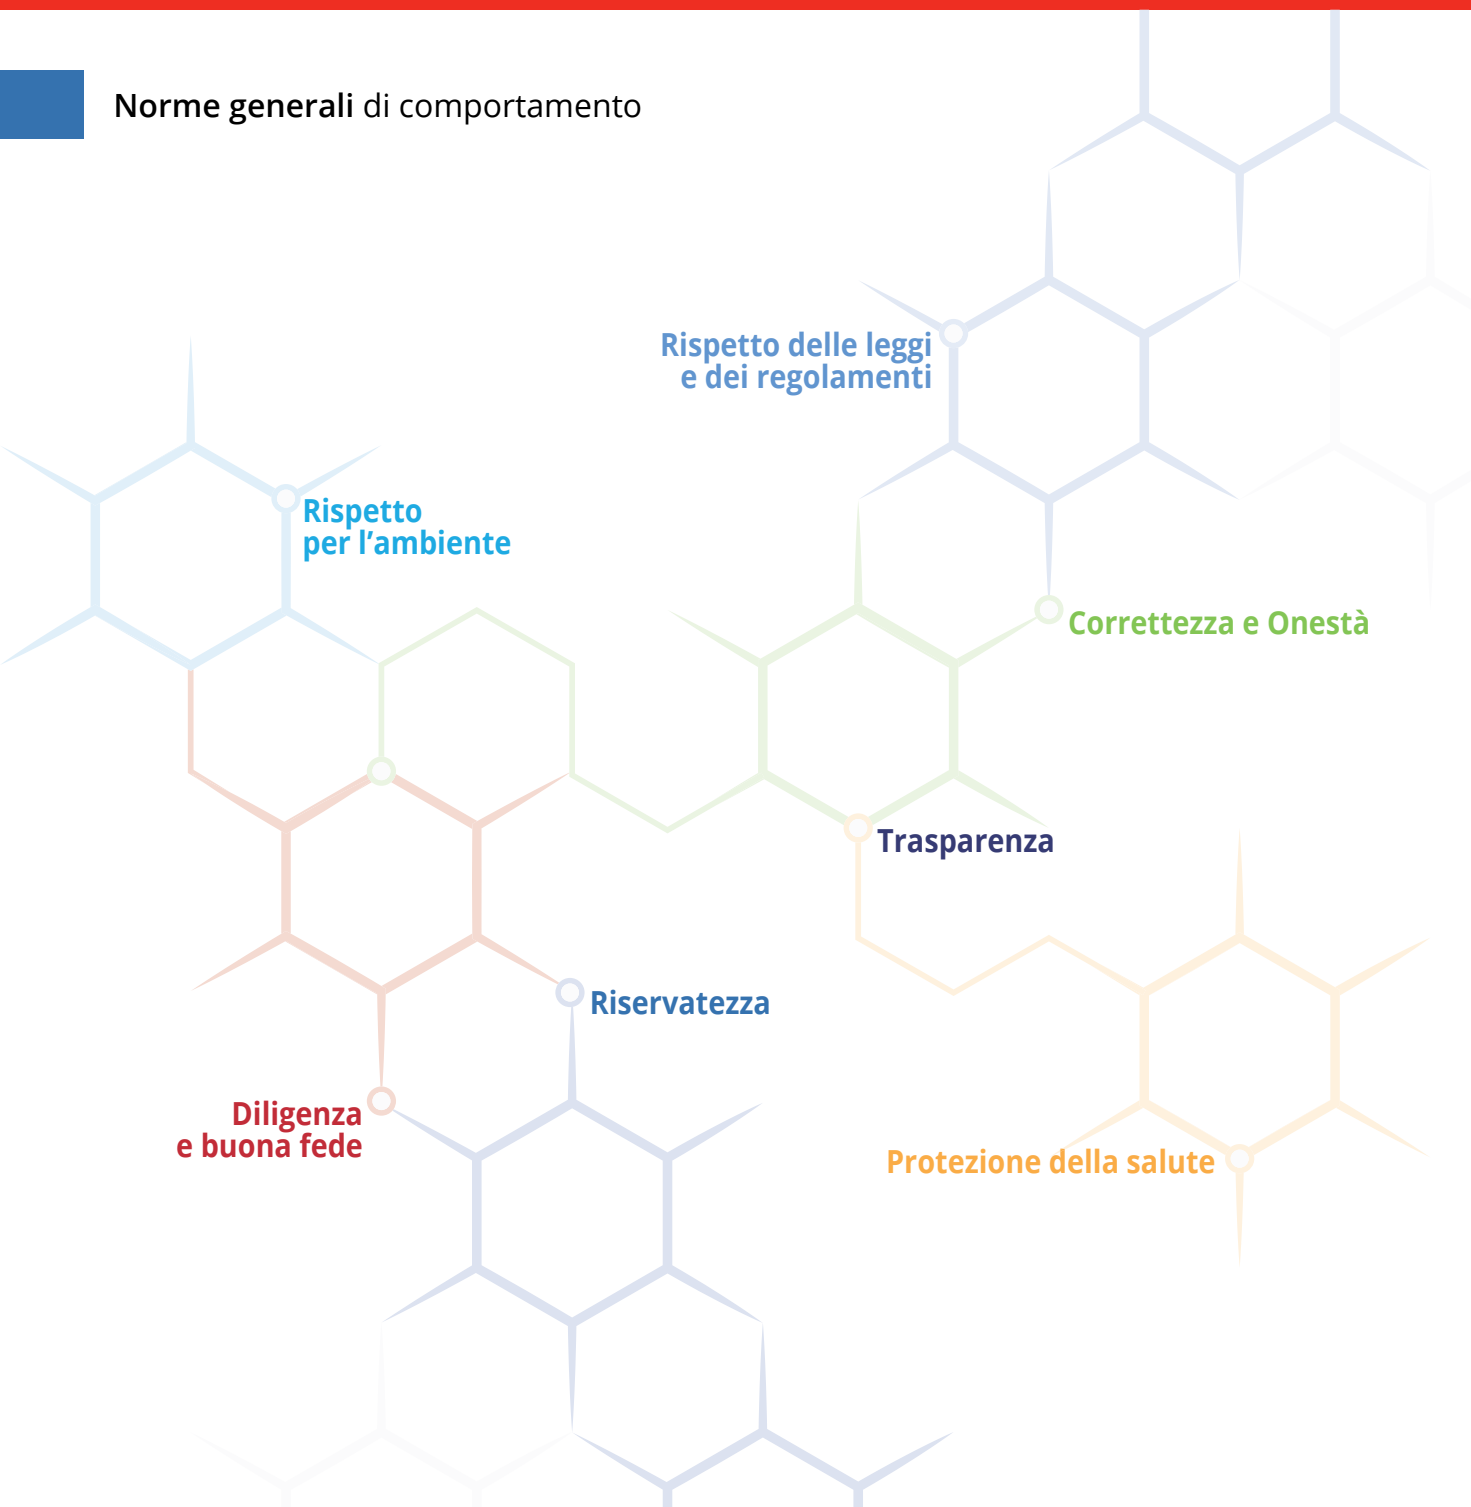 Norme generali di comportamento
Rispetto delle leggi
e dei regolamenti
Rispetto
per l’ambiente
Correttezza e Onestà
Trasparenza
Riservatezza
Diligenza
e buona fede
Protezione della salute